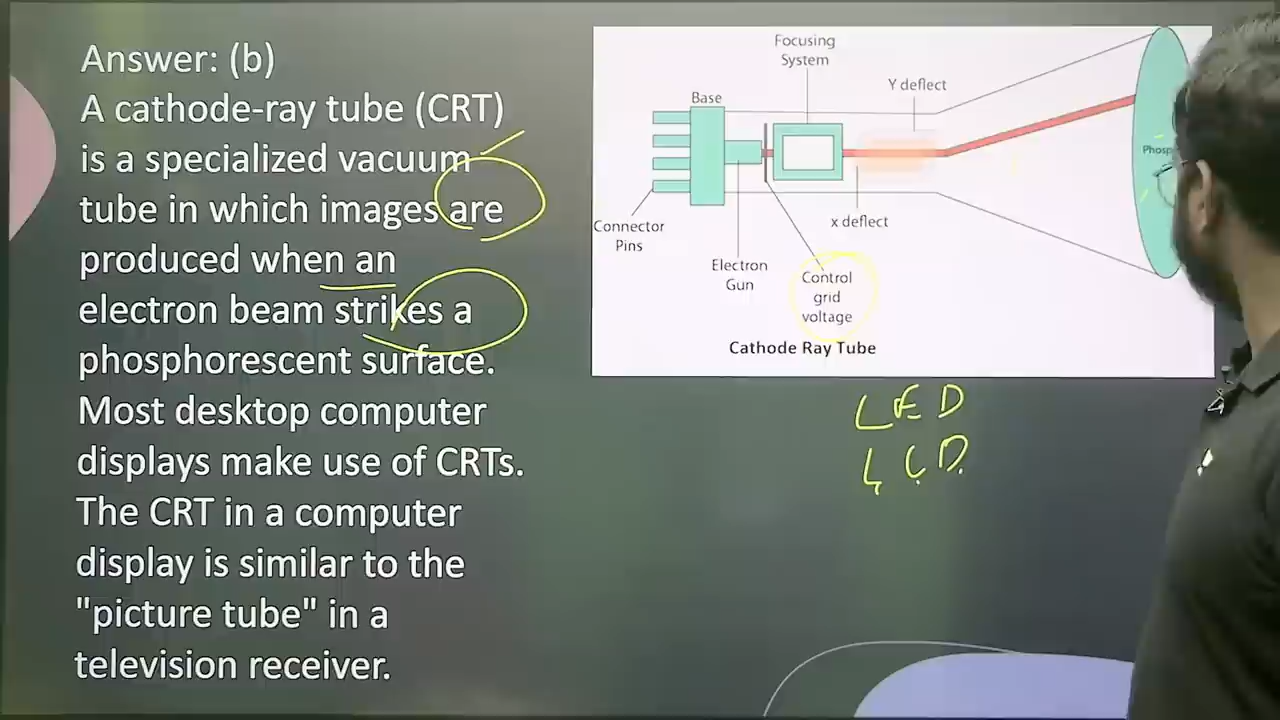 Answer: (b)
A cathode-ray tube (CRT)
is a specialized vacuum
tube in which images are
produced when an
electron beam strikes a
phosphorescent surface.
Most desktop computer
displays make use of CRTs.
The CRT in a computer
display is similar to the
"picture tube" in a
television receiver.
Focusing
System
Y deflect
Base
Connector
Pins
x deflect
Electron
Gun
Control
grid
voltage
Cathode Ray Tube
LED
LCD